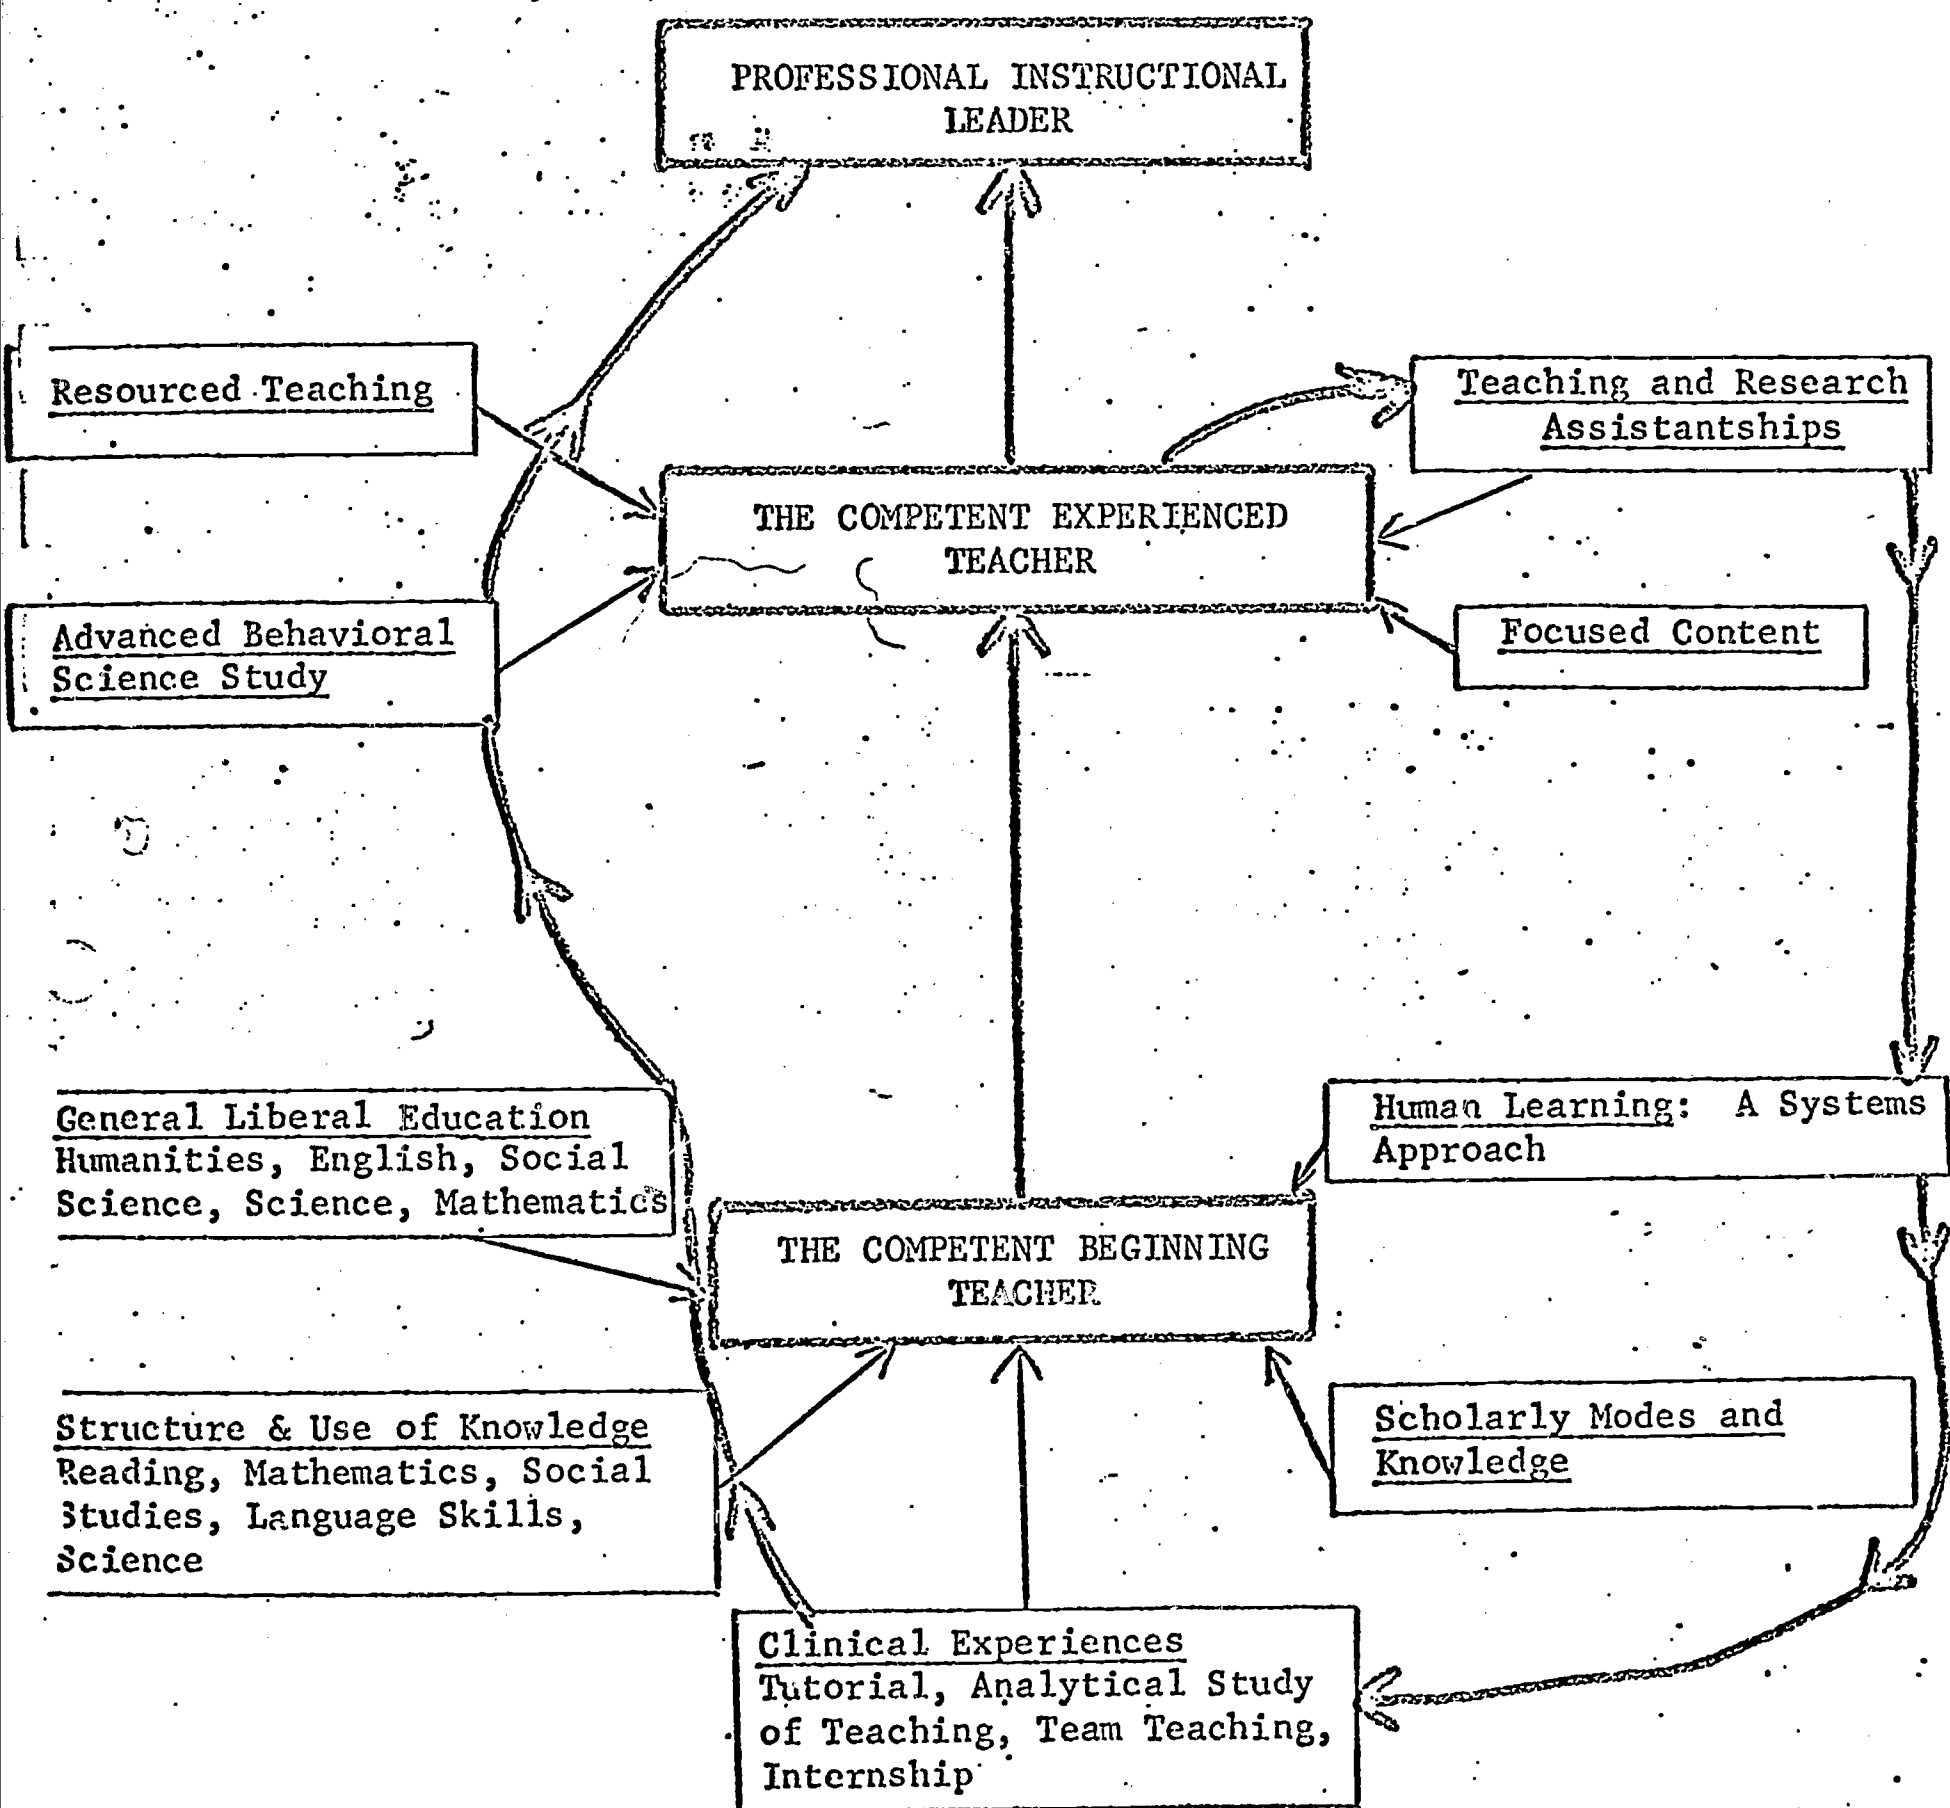 PROFESSIONAL INSTRUCTIONAL
LEADER
Resourced Teaching
Teaching and Research
Assistantships
THE COMPETENT EXPERIENCED
TEACHER
Advanced Behavioral
Science Study
Focused Content
General Liberal Education
Humanities, English, Social
Science, Science, Mathematics
Human Learning: A Systems
Approach
THE COMPETENT BEGINNING
TEACHER
Structure & Use of Knowledge
Reading, Mathematics, Social
Studies, Language Skills,
Science
Scholarly Modes and
Knowledge
Clinical Experiences
Tutorial, Analytical Study
of Teaching, Team Teaching,
Internship